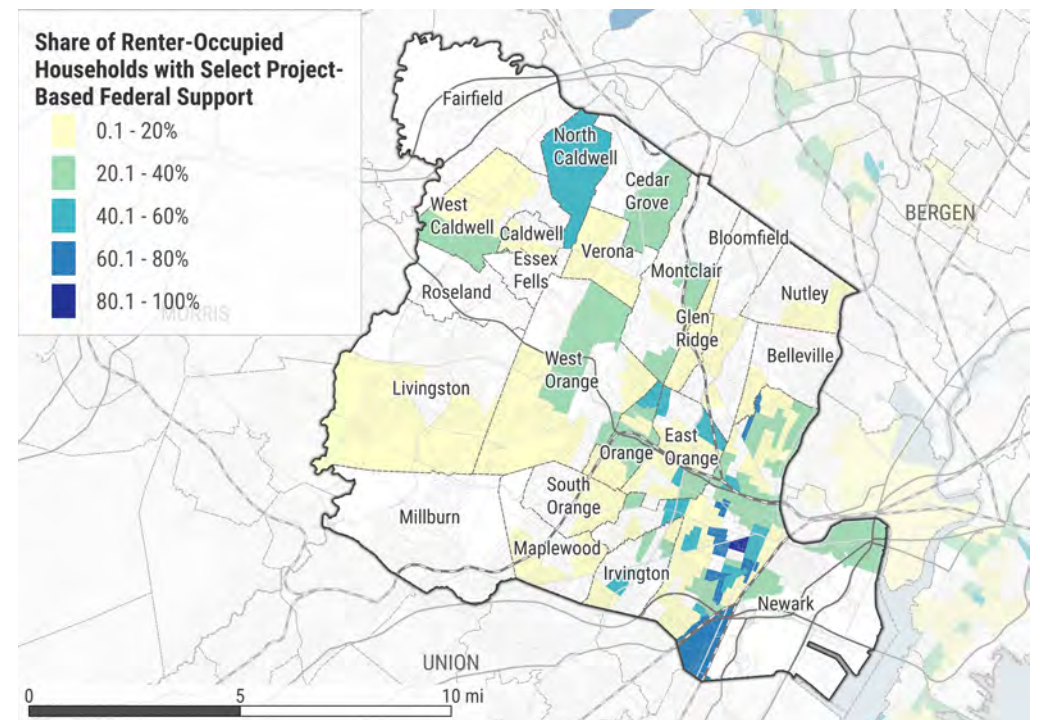 Share of Renter-Occupied
Households with Select Project-
Based Federal Support
0.1 - 20%
20.1 - 40%
40.1 - 60%
60.1 - 80%
80.1 - 100%
MORRIS
Fairfield
North
Caldwell
Cedar
Grove
West
Caldwell
Caldwell
Essex
Fells
Verona
Bloomfield
BERGEN
Roseland
Montclair
Nutley
Glen
Ridge
Belleville
West
Orange
Livingston
East
Orange
Orange
South
Orange
Millburn
Maplewood
Irvington
Newark
UNION
0 5 10 mi